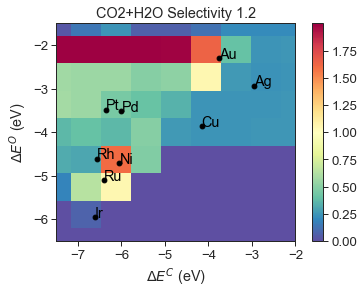 CO2+H2O Selectivity 1.2
−2
−3
−4
−5
−6
ΔE^O (eV)
Au
Ag
Pt
Pd
Cu
Rh
Ni
Ru
Ir
−7
−6
−5
−4
−3
−2
ΔE^C (eV)
1.75
1.50
1.25
1.00
0.75
0.50
0.25
0.00